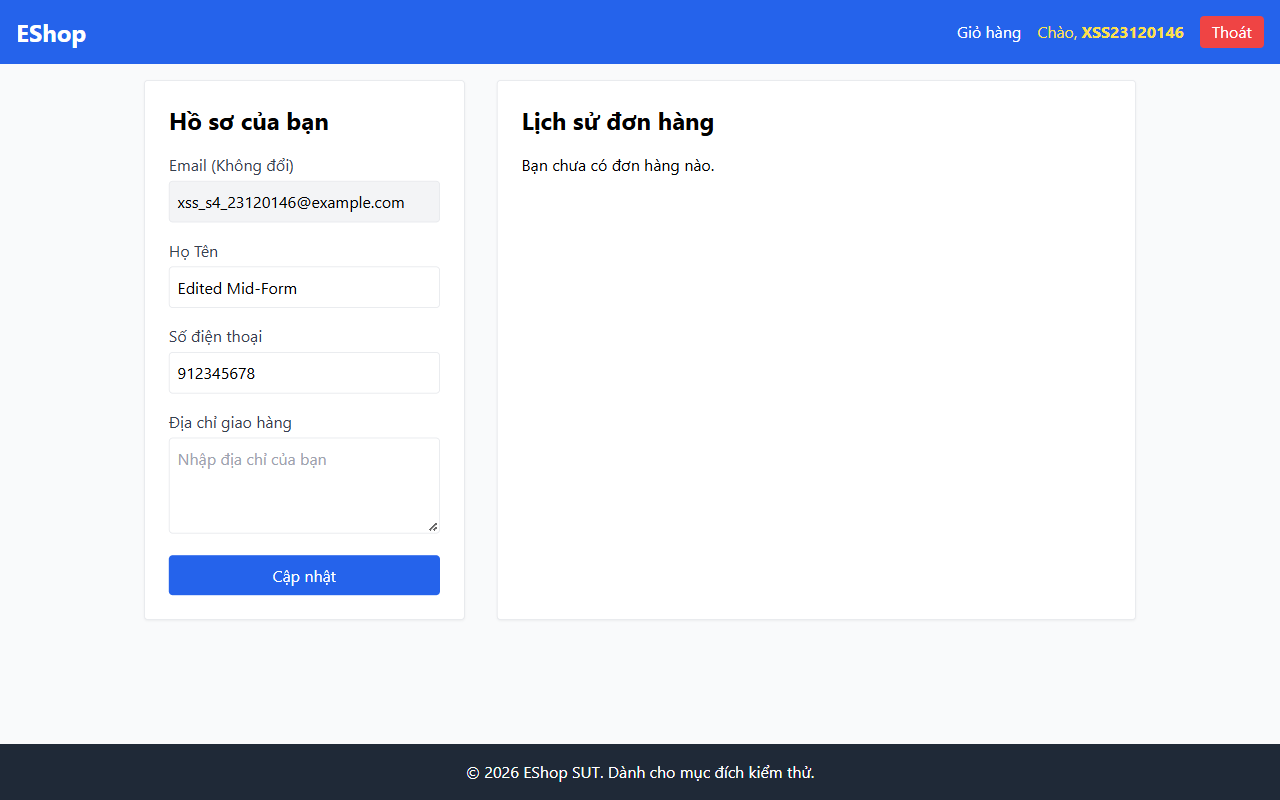 EShop
Giỏ hàng
Chào, XSS23120146
Thoát
Hồ sơ của bạn
Email (Không đổi)
xss_s4_23120146@example.com
Họ Tên
Edited Mid-Form
Số điện thoại
912345678
Địa chỉ giao hàng
Nhập địa chỉ của bạn
Cập nhật
Lịch sử đơn hàng
Bạn chưa có đơn hàng nào.
© 2026 EShop SUT. Dành cho mục đích kiểm thử.